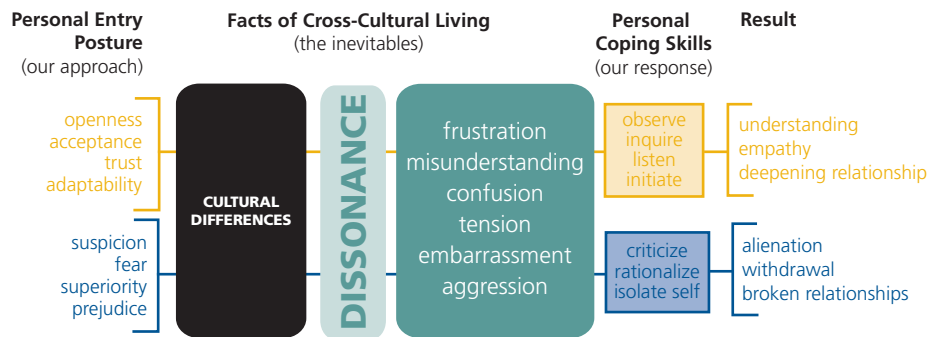 Personal Entry
Posture
(our approach)
Facts of Cross-Cultural Living
(the inevitables)
Personal
Coping Skills
(our response)
Result
openness
acceptance
trust
adaptability
suspicion
fear
superiority
prejudice
CULTURAL
DIFFERENCES
DISSONANCE
frustration
misunderstanding
confusion
tension
embarrassment
aggression
observe
inquire
listen
initiate
criticize
rationalize
isolate self
understanding
empathy
deepening relationship
alienation
withdrawal
broken relationships